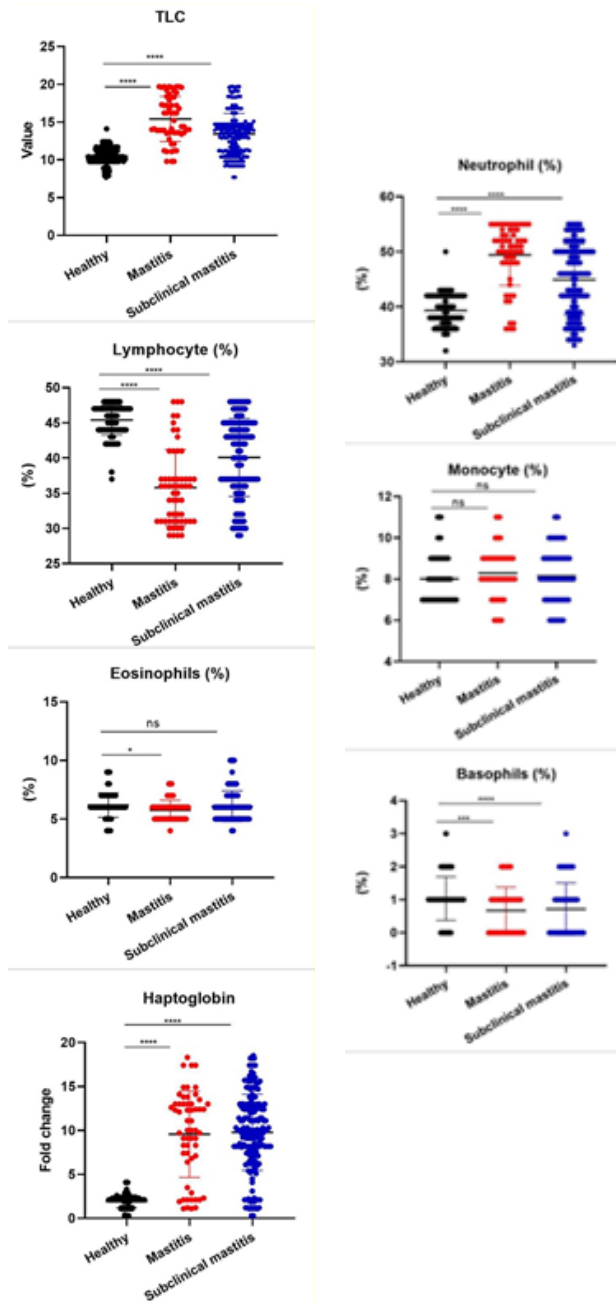 TLC
****
****
25
20
15
10
5
0
Value
Healthy
Mastitis
Subclinical mastitis
Lymphocyte (%)
****
****
50
45
40
35
30
25
(%)
Healthy
Mastitis
Subclinical mastitis
Eosinophils (%)
ns
*
15
10
5
0
(%)
Healthy
Mastitis
Subclinical mastitis
Haptoglobin
****
****
20
15
10
5
0
Fold change
Healthy
Mastitis
Subclinical mastitis
Neutrophil (%)
****
****
60
50
40
30
(%)
Healthy
Mastitis
Subclinical mastitis
Monocyte (%)
ns
ns
12
10
8
6
4
(%)
Healthy
Mastitis
Subclinical mastitis
Basophils (%)
****
***
4
3
2
1
0
-1
(%)
Healthy
Mastitis
Subclinical mastitis